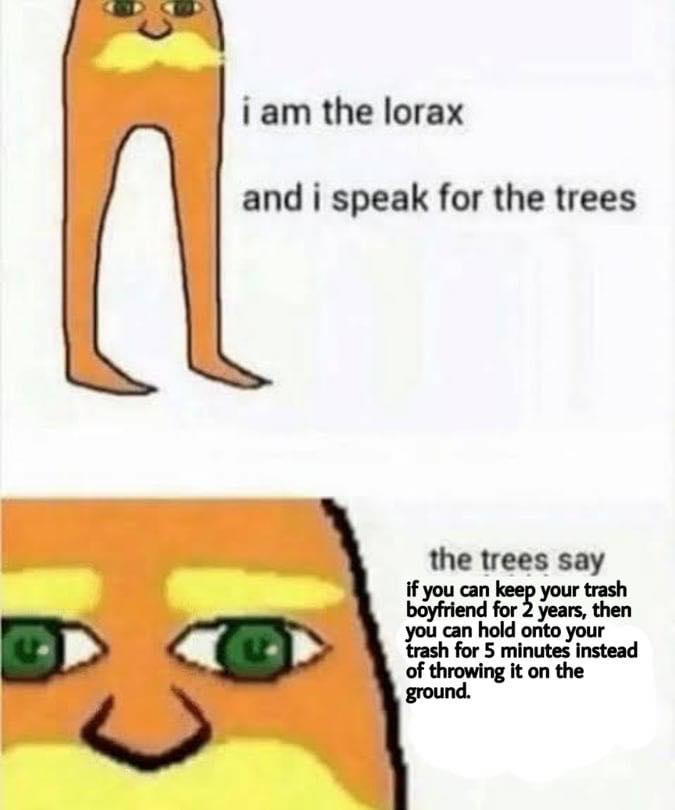 i am the lorax
and i speak for the trees
the trees say
if you can keep your trash
boyfriend for 2 years, then
you can hold onto your
trash for 5 minutes instead
of throwing it on the
ground.